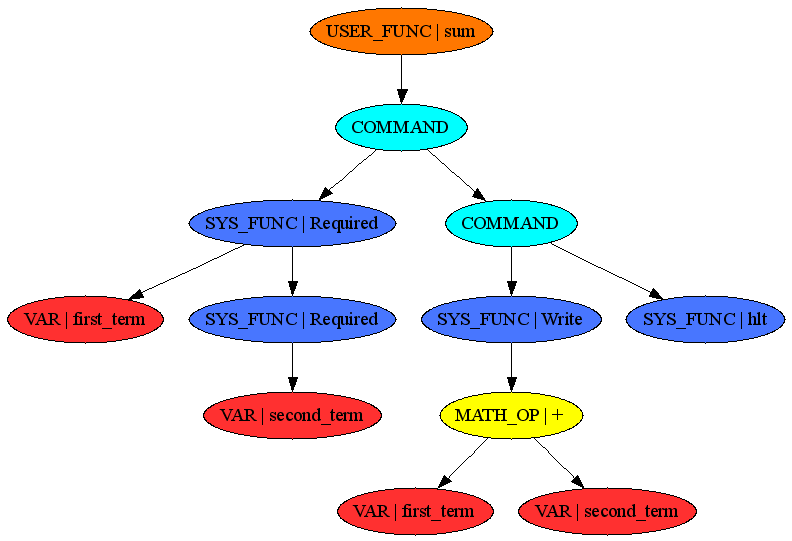 USER_FUNC | sum
COMMAND
SYS_FUNC | Required
COMMAND
VAR | first_term
SYS_FUNC | Required
SYS_FUNC | Write
SYS_FUNC | hlt
VAR | second_term
MATH_OP | +
VAR | first_term
VAR | second_term